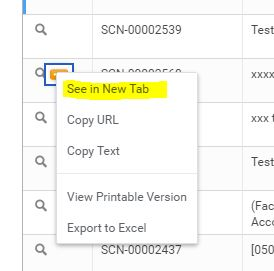 SCN-00002539 Test
xxxx
See in New Tab
Copy URL
xxx t
Copy Text
Test
View Printable Version
(Fac
Acco
Export to Excel
SCN-00002437 [050